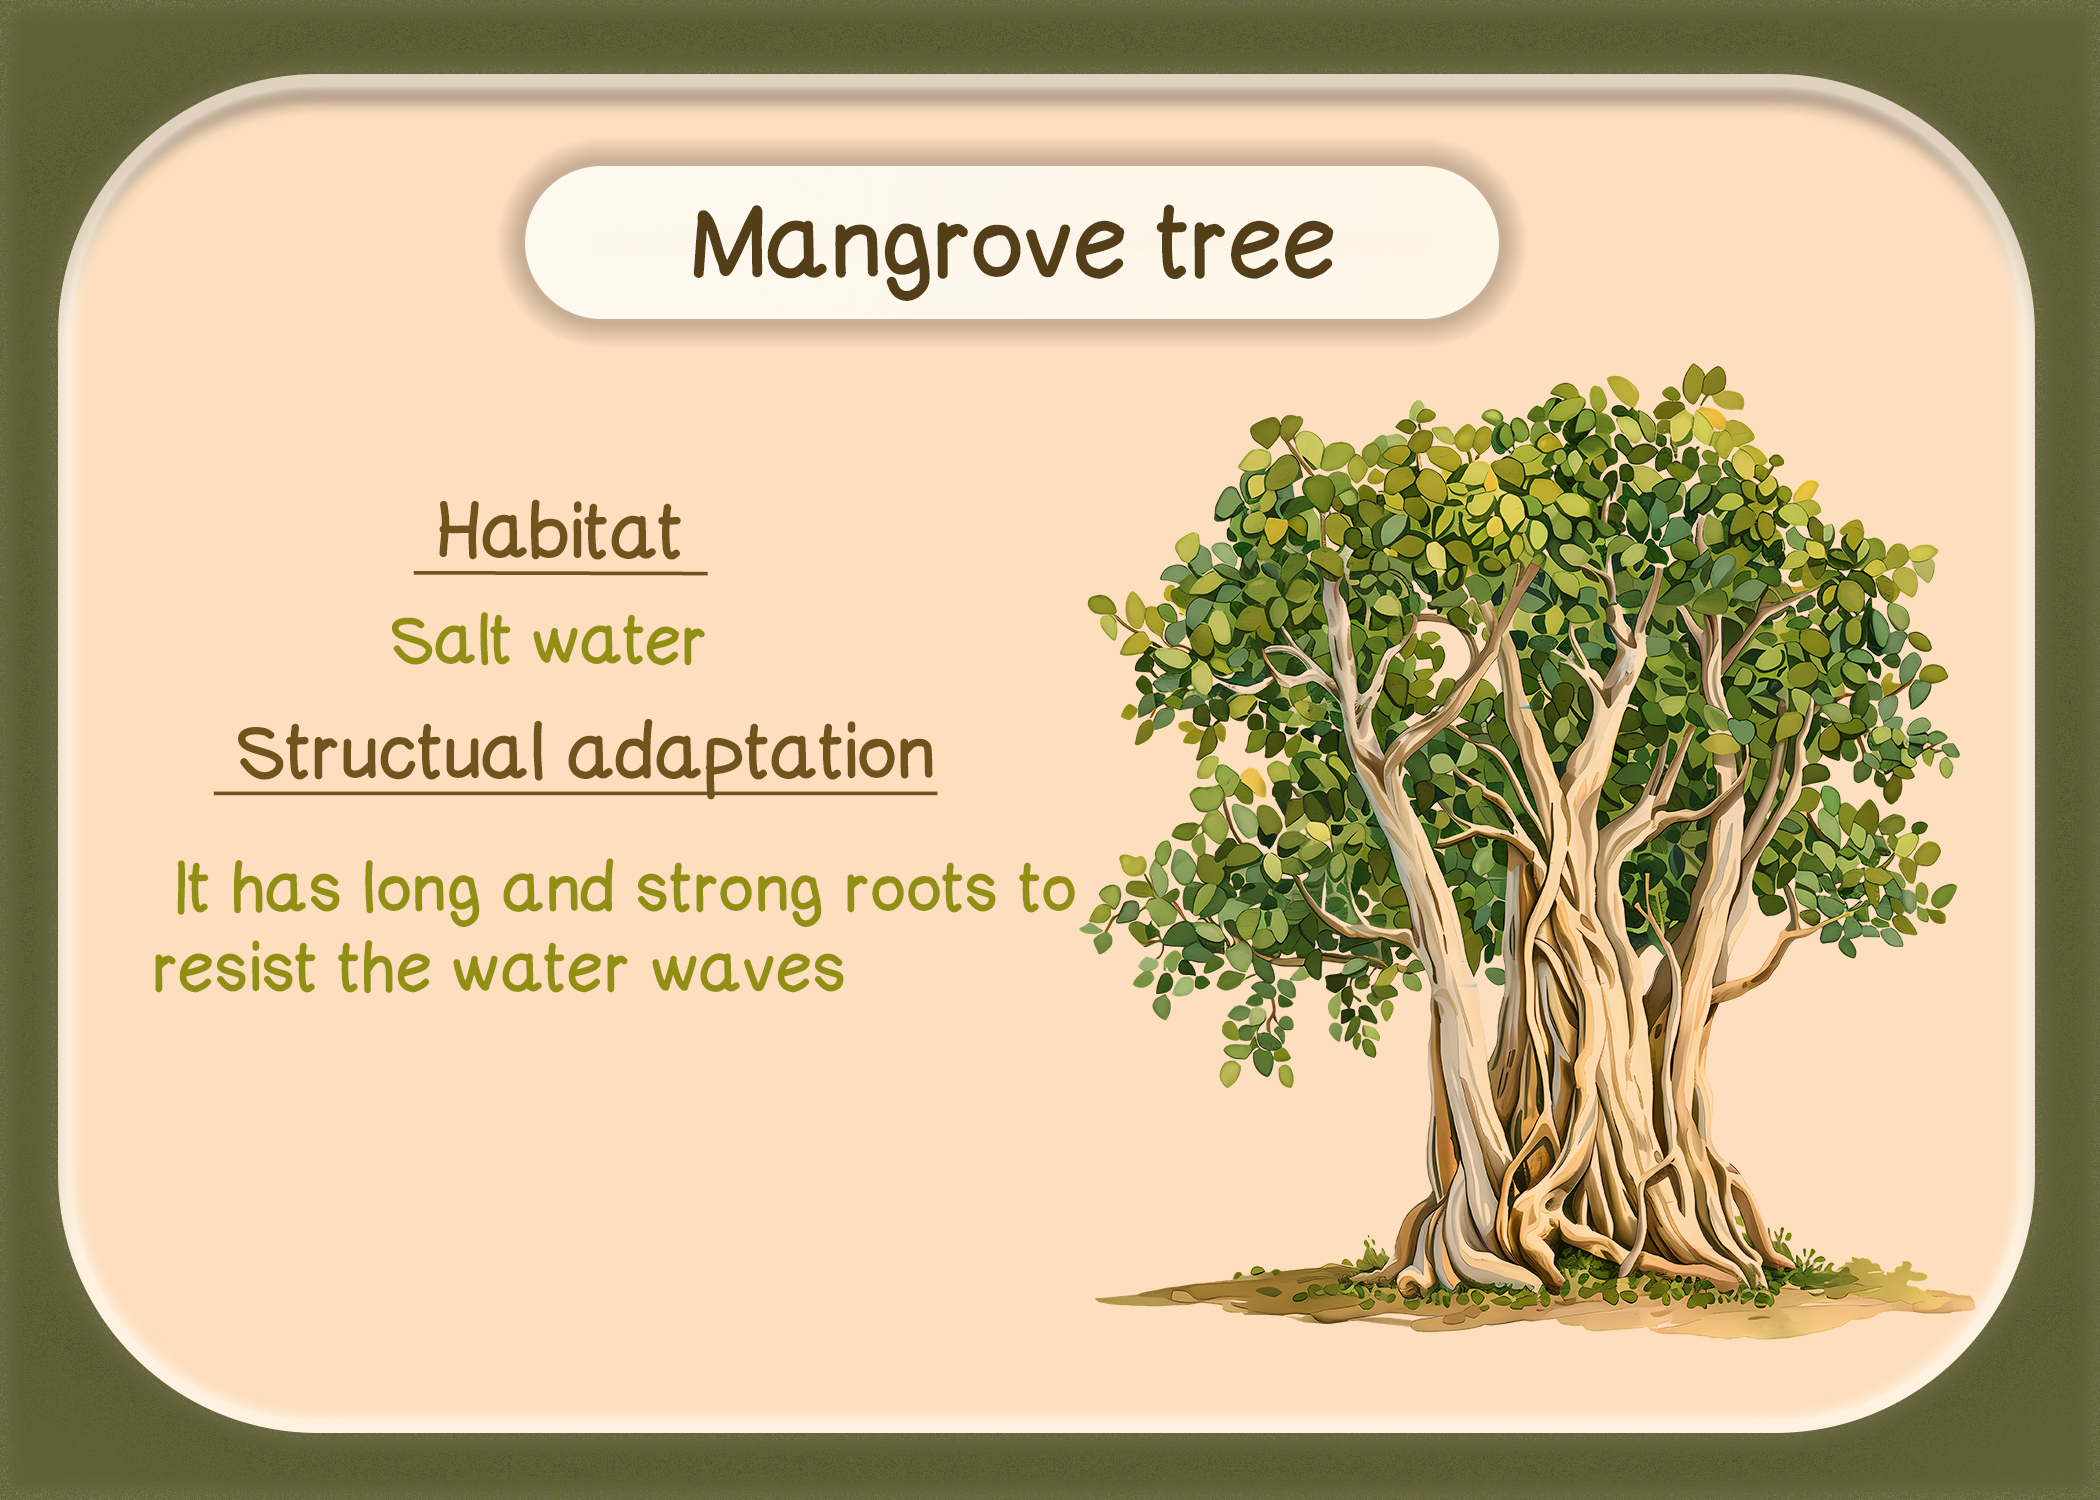 Mangrove tree
Habitat
Salt water
Structual adaptation
It has long and strong roots to
resist the water waves